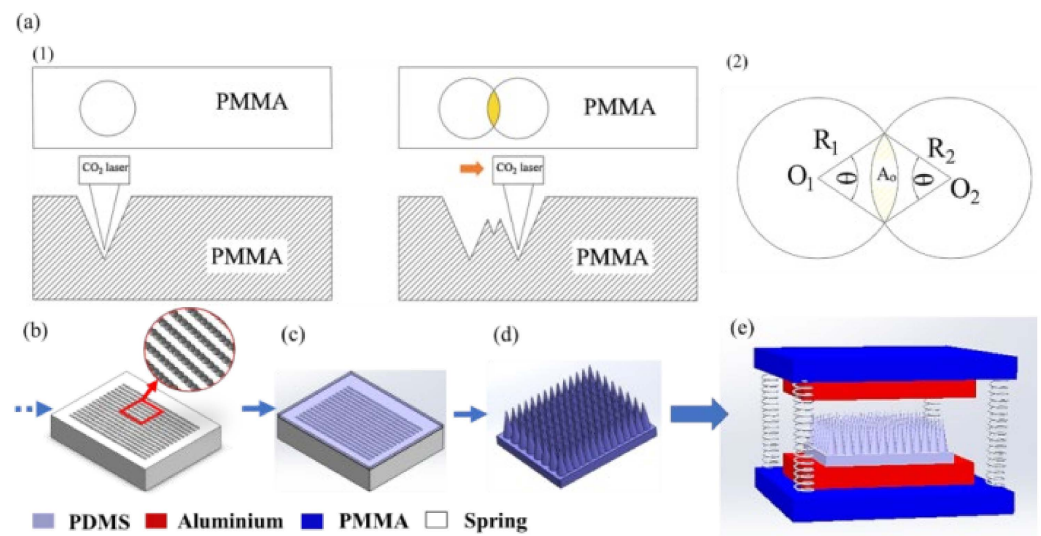 (a)
(1)
PMMA
CO2 laser
PMMA
PMMA
CO2 laser
PMMA
(2)
R1
R2
O1
θ
Ao
θ
O2
(b)
(c)
(d)
(e)
PDMS
Aluminium
PMMA
Spring